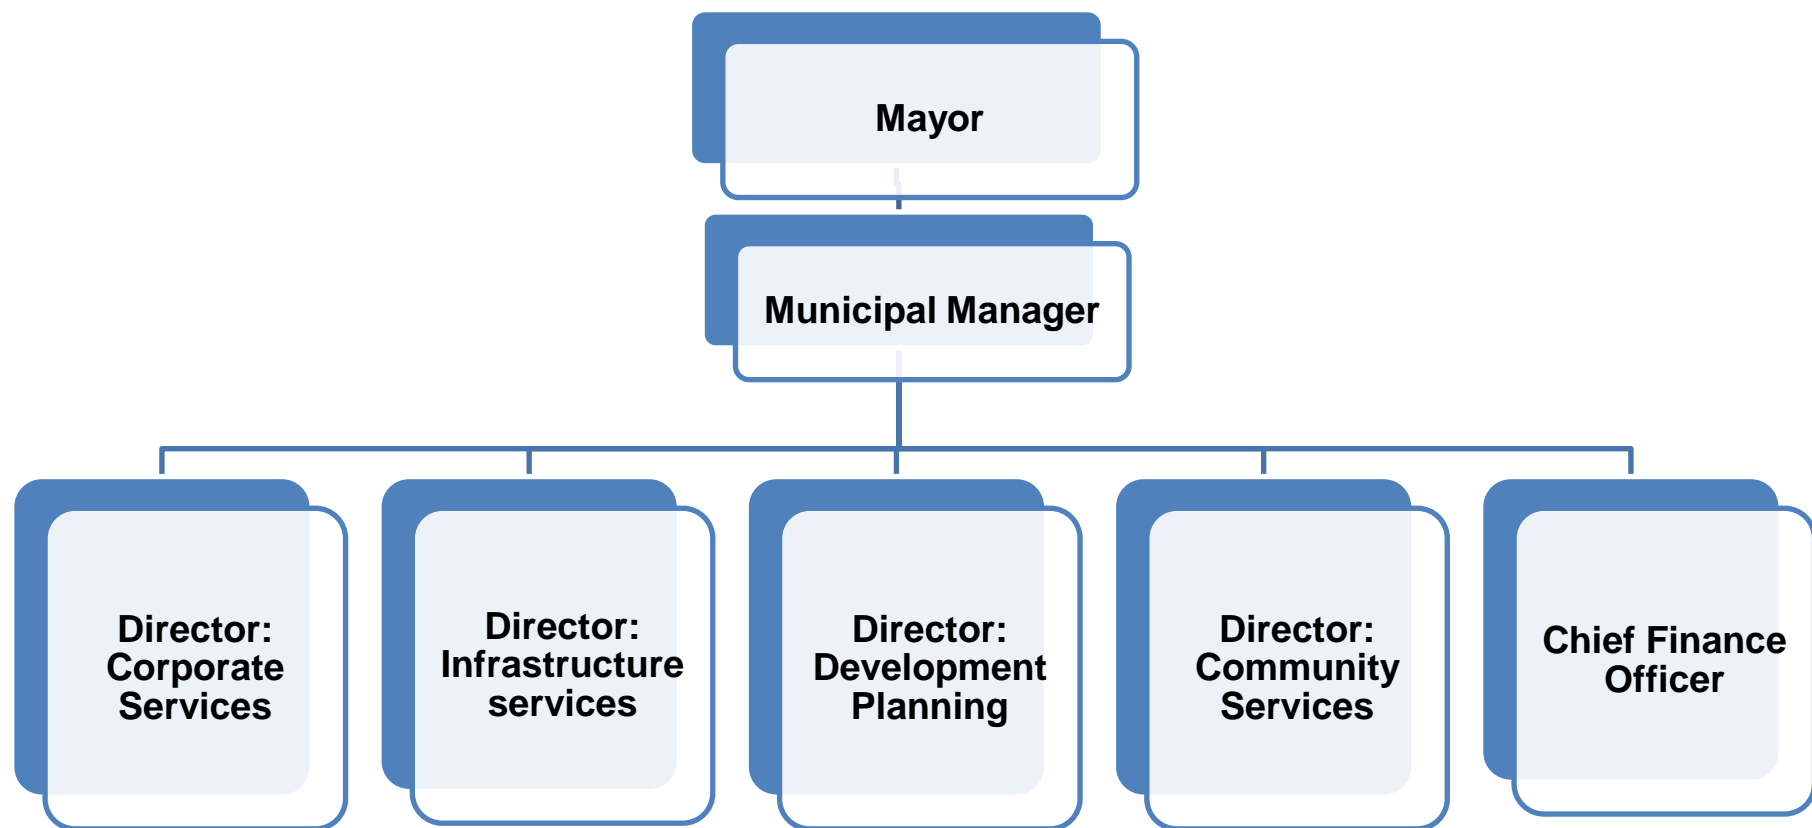 Mayor
Municipal Manager
Director:
Corporate
Services
Director:
Infrastructure
services
Director:
Development
Planning
Director:
Community
Services
Chief Finance
Officer